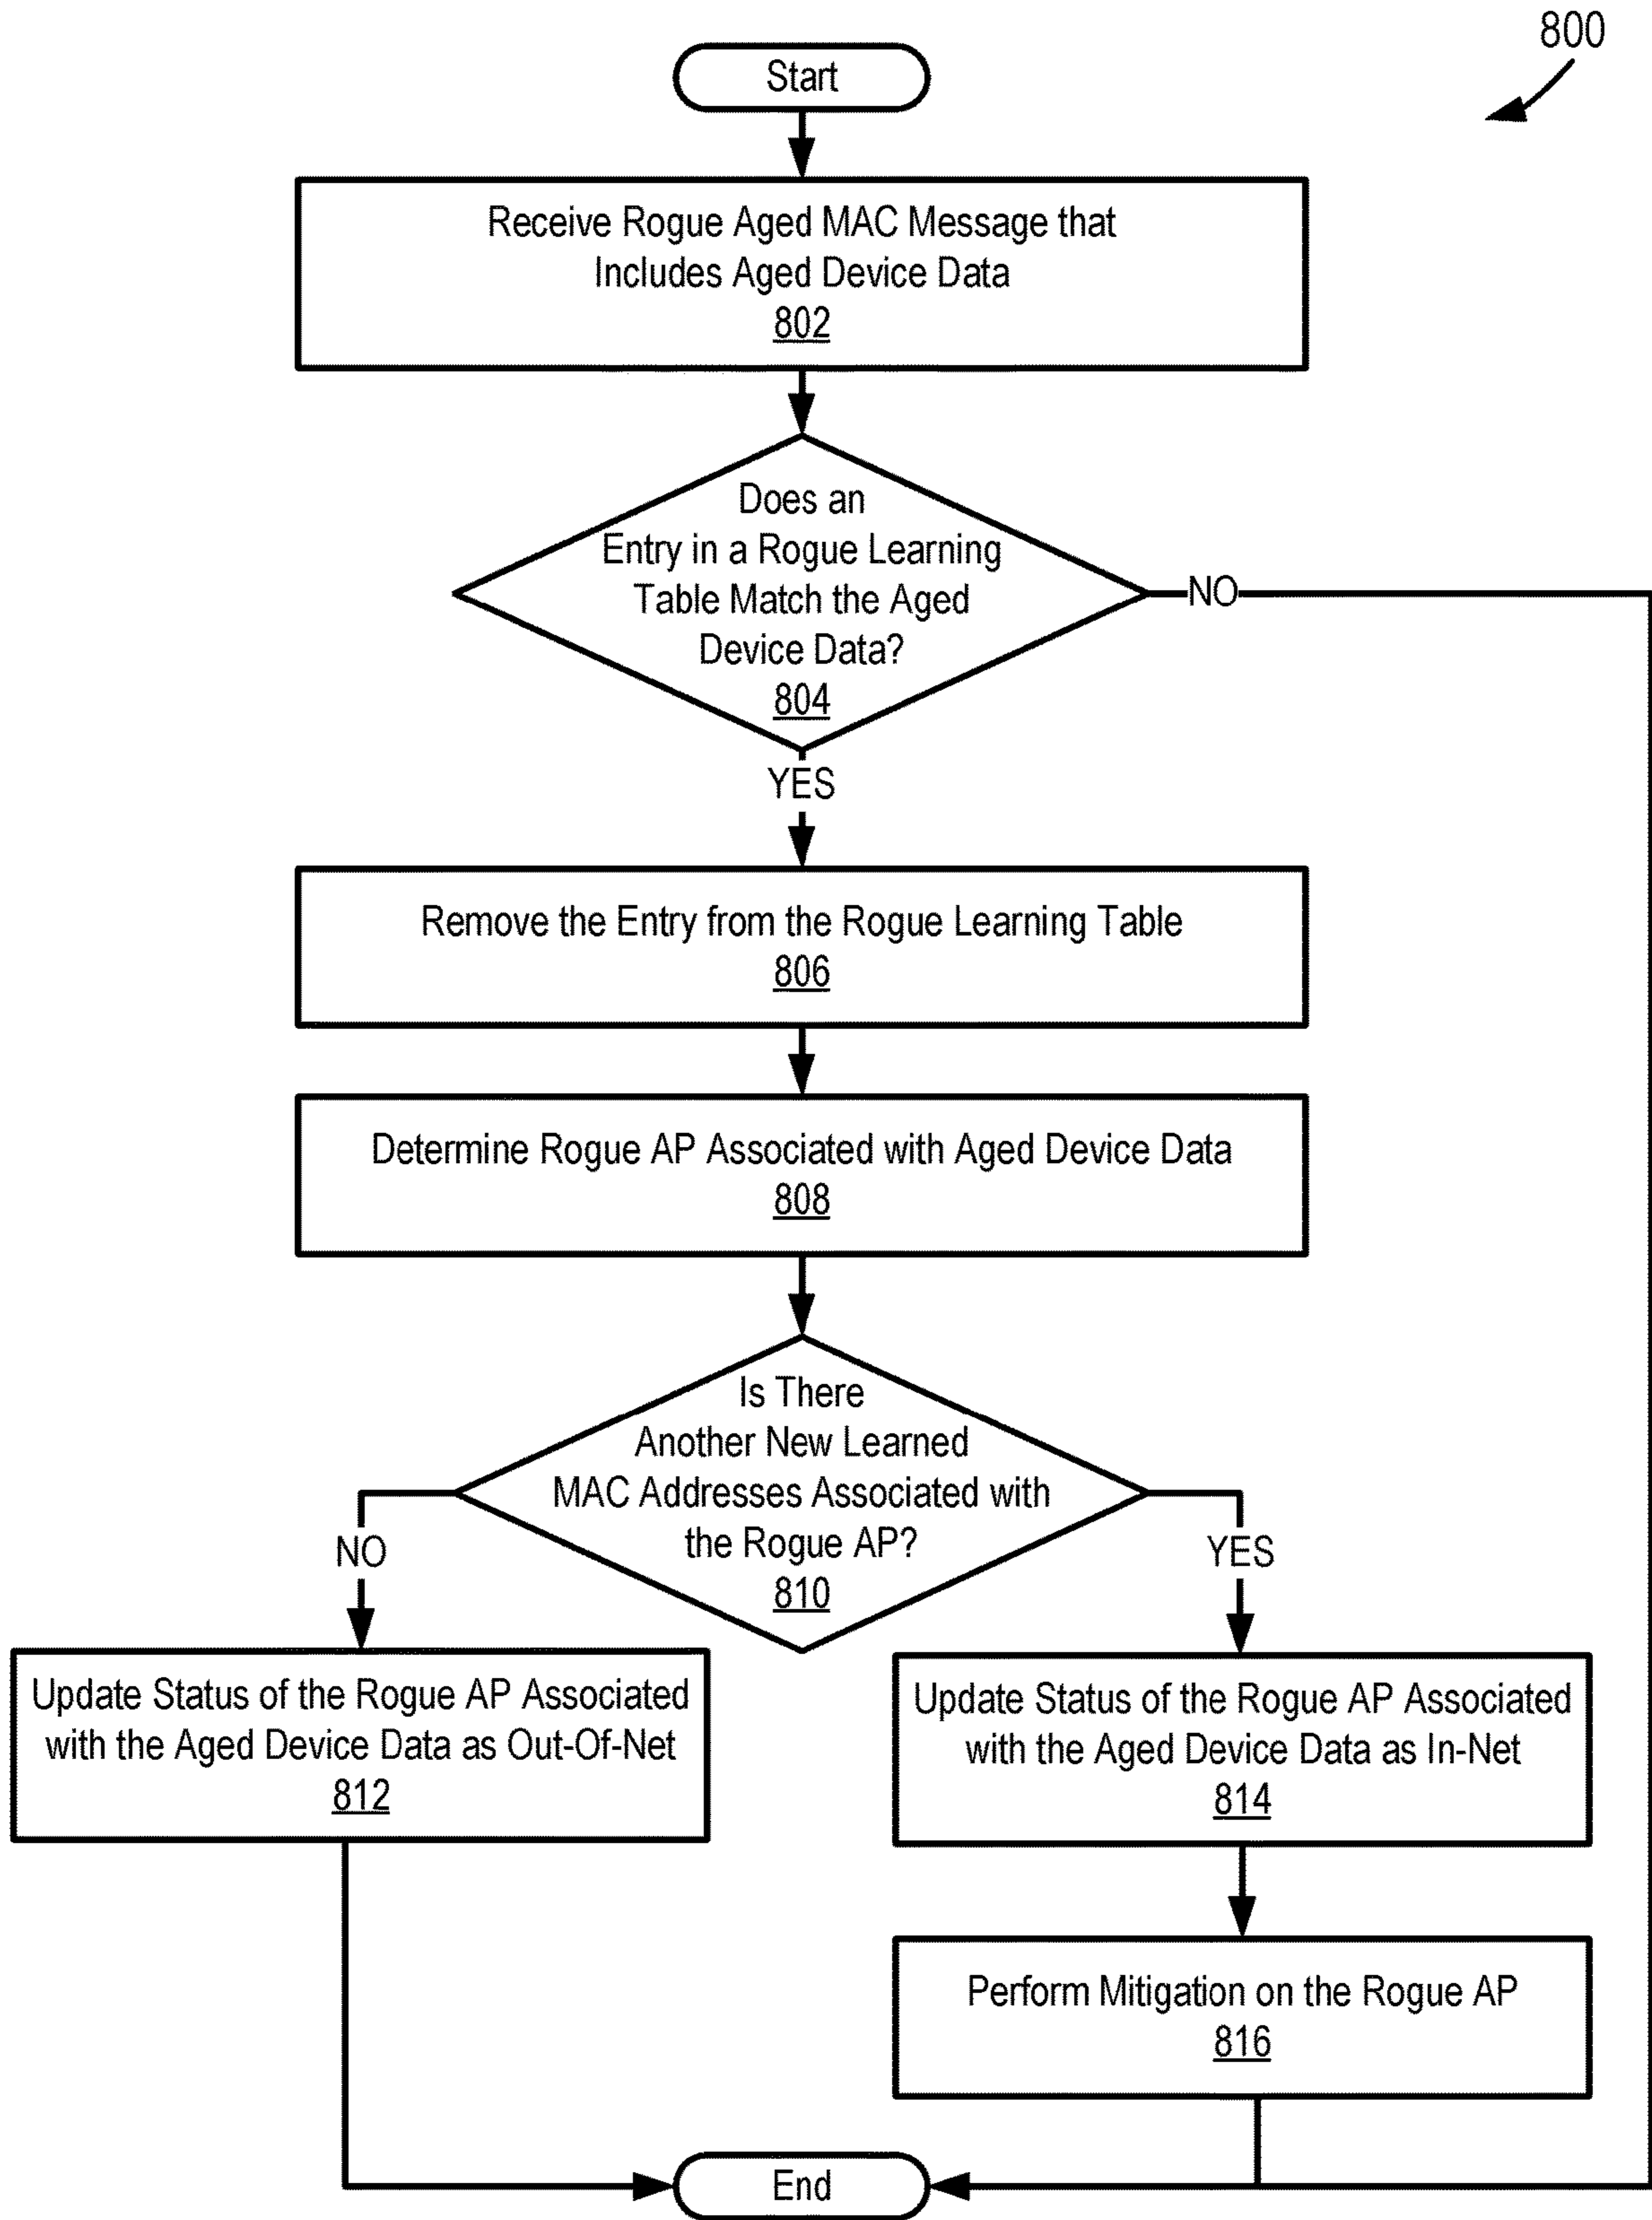 800
Start
Receive Rogue Aged MAC Message that
Includes Aged Device Data
802
Does an
Entry in a Rogue Learning
Table Match the Aged
Device Data?
804
NO
YES
Remove the Entry from the Rogue Learning Table
806
Determine Rogue AP Associated with Aged Device Data
808
Is There
Another New Learned
MAC Addresses Associated with
the Rogue AP?
810
NO
YES
Update Status of the Rogue AP Associated
with the Aged Device Data as Out-Of-Net
812
Update Status of the Rogue AP Associated
with the Aged Device Data as In-Net
814
Perform Mitigation on the Rogue AP
816
End